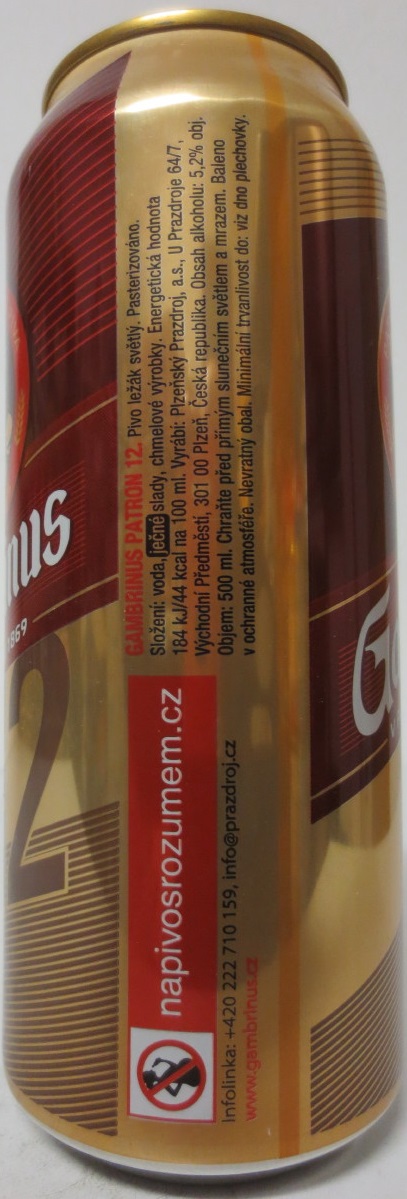 GAMBRINUS PATRON 12. Pivo ležák světlý. Pasterizováno.
Složení: voda, ječné slady, chmelové výrobky. Energetická hodnota
184 kJ/44 kcal na 100 ml. Vyrábí: Plzeňský Prazdroj, a.s., U Prazdroje 64/7,
Východní Předměstí, 301 00 Plzeň, Česká republika. Obsah alkoholu: 5,2% obj.
Objem: 500 ml. Chraňte před přímým slunečním světlem a mrazem. Baleno
v ochranné atmosféře. Nevratný obal. Minimální trvanlivost do: viz dno plechovky.
napivosrozumem.cz
Infolinka: +420 222 710 159, info@prazdroj.cz
www.gambrinus.cz
nus
1869
2
Ga